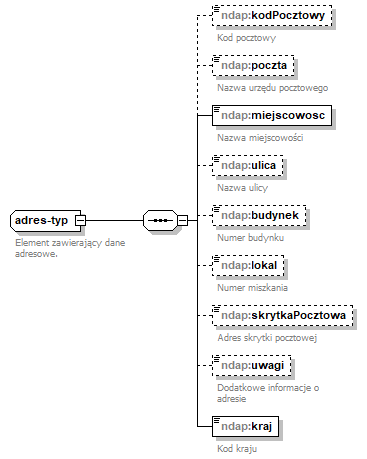 ndap:kodPocztowy
Kod pocztowy
ndap:poczta
Nazwa urzędu pocztowego
ndap:miejscowosc
Nazwa miejscowości
ndap:ulica
Nazwa ulicy
adres-typ
Element zawierający dane
adresowe.
ndap:budynek
Numer budynku
ndap:lokal
Numer miszkania
ndap:skrytkaPocztowa
Adres skrytki pocztowej
ndap:uwagi
Dodatkowe informacje o
adresie
ndap:kraj
Kod kraju